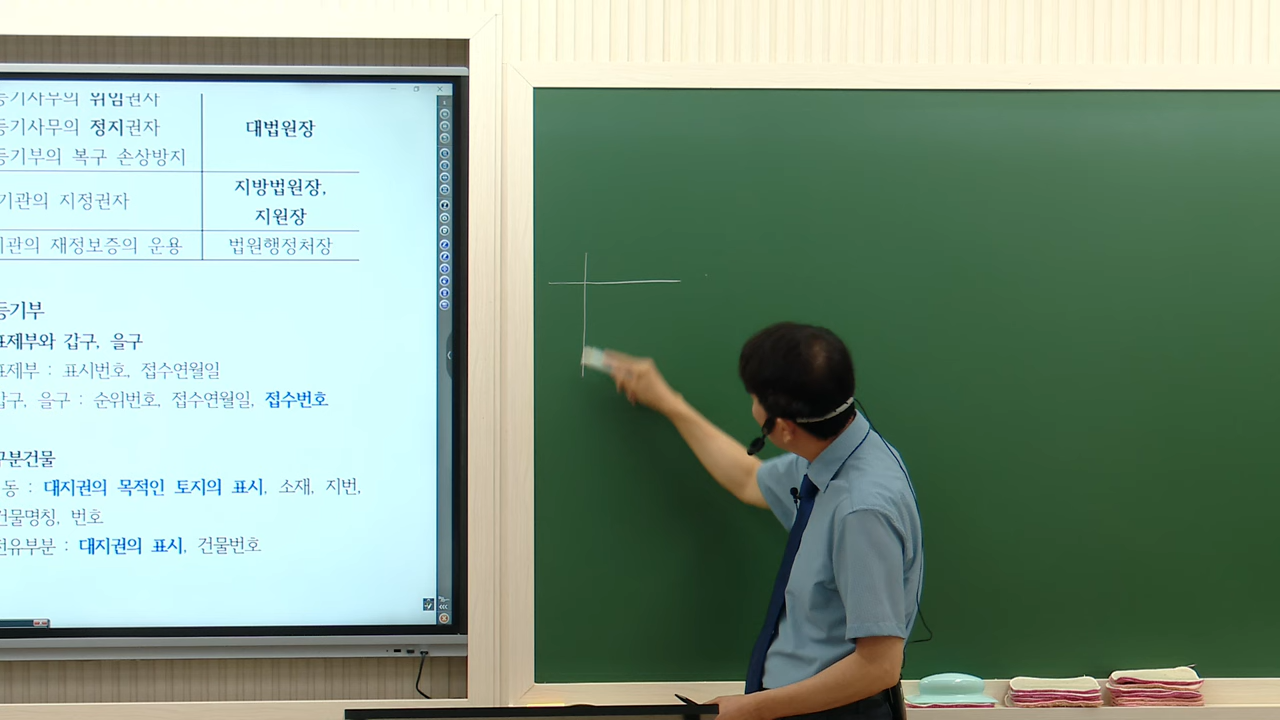 등기사무의 위임권자
등기사무의 정지권자
대법원장
등기부의 복구 손상방지
기관의 지정권자
지방법원장,
지원장
관의 재정보증의 운용
법원행정처장
등기부
표제부와 갑구, 을구
표제부 : 표시번호, 접수연월일
갑구, 을구 : 순위번호, 접수연월일, 접수번호
구분건물
동 : 대지권의 목적인 토지의 표시, 소재, 지번,
건물명칭, 번호
전유부분 : 대지권의 표시, 건물번호